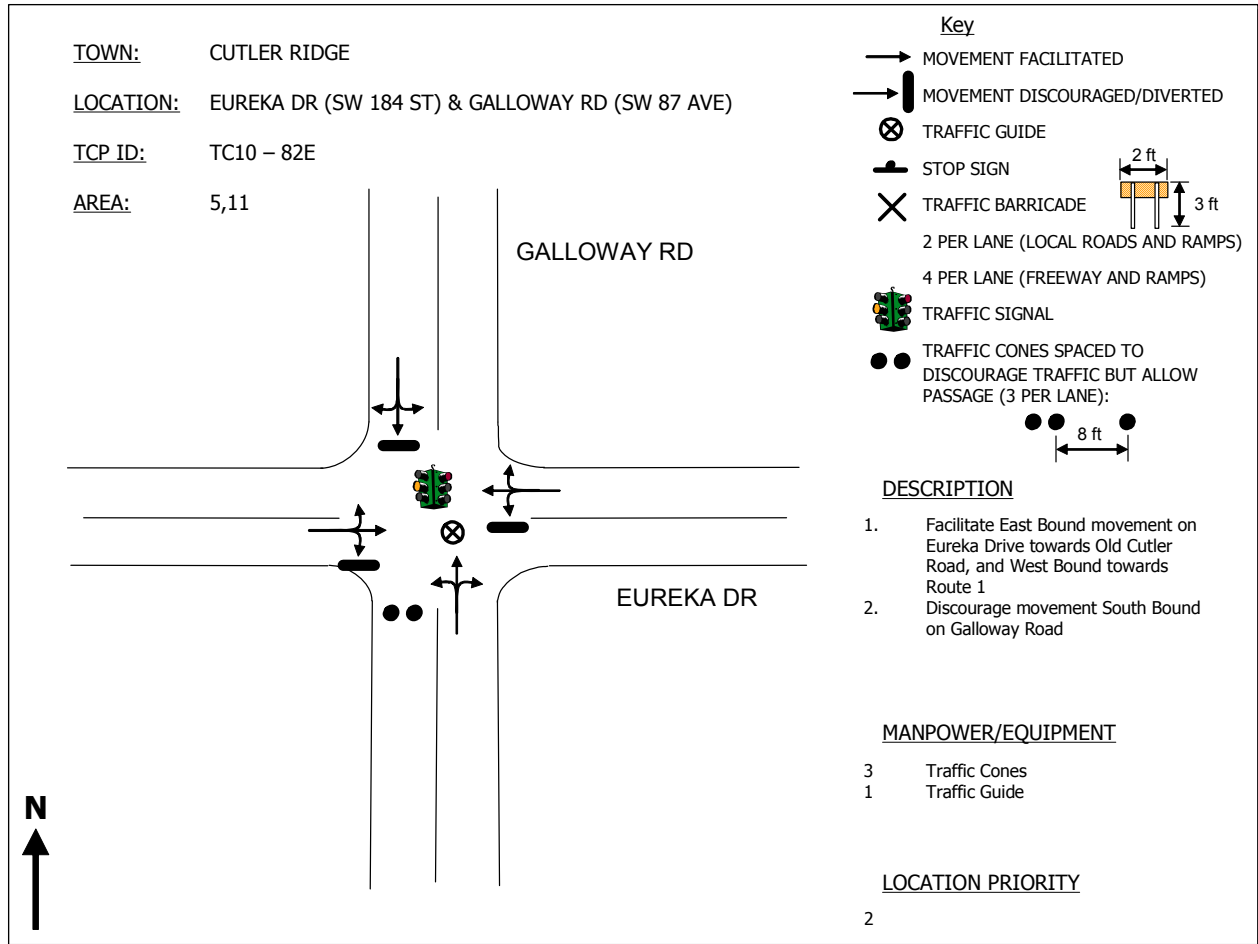 TOWN: CUTLER RIDGE
LOCATION: EUREKA DR (SW 184 ST) & GALLOWAY RD (SW 87 AVE)
TCP ID: TC10 – 82E
AREA: 5,11
GALLOWAY RD
EUREKA DR
N
Key
MOVEMENT FACILITATED
MOVEMENT DISCOURAGED/DIVERTED
TRAFFIC GUIDE
STOP SIGN
2 ft
3 ft
TRAFFIC BARRICADE
2 PER LANE (LOCAL ROADS AND RAMPS)
4 PER LANE (FREEWAY AND RAMPS)
TRAFFIC SIGNAL
TRAFFIC CONES SPACED TO
DISCOURAGE TRAFFIC BUT ALLOW
PASSAGE (3 PER LANE):
8 ft
DESCRIPTION
1. Facilitate East Bound movement on
Eureka Drive towards Old Cutler
Road, and West Bound towards
Route 1
2. Discourage movement South Bound
on Galloway Road
MANPOWER/EQUIPMENT
3 Traffic Cones
1 Traffic Guide
LOCATION PRIORITY
2